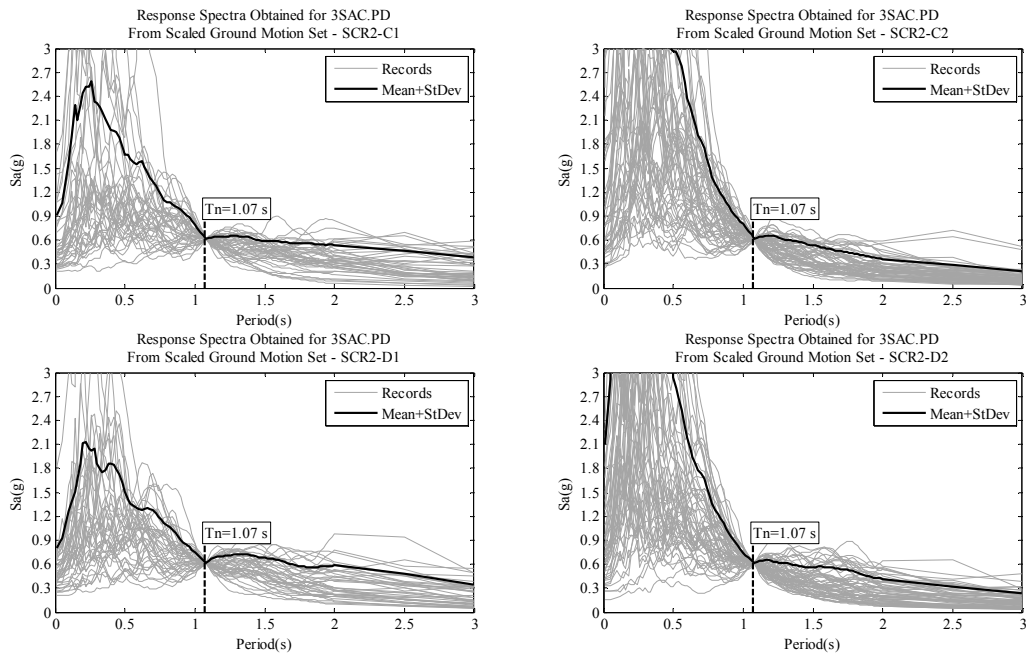 Response Spectra Obtained for 3SAC.PD
From Scaled Ground Motion Set - SCR2-C1
3
2.7
2.4
2.1
1.8
1.5
1.2
0.9
0.6
0.3
0
Sa(g)
Records
Mean+StDev
Tn=1.07 s
0 0.5 1 1.5 2 2.5 3
Period(s)
Response Spectra Obtained for 3SAC.PD
From Scaled Ground Motion Set - SCR2-C2
3
2.7
2.4
2.1
1.8
1.5
1.2
0.9
0.6
0.3
0
Sa(g)
Records
Mean+StDev
Tn=1.07 s
0 0.5 1 1.5 2 2.5 3
Period(s)
Response Spectra Obtained for 3SAC.PD
From Scaled Ground Motion Set - SCR2-D1
3
2.7
2.4
2.1
1.8
1.5
1.2
0.9
0.6
0.3
0
Sa(g)
Records
Mean+StDev
Tn=1.07 s
0 0.5 1 1.5 2 2.5 3
Period(s)
Response Spectra Obtained for 3SAC.PD
From Scaled Ground Motion Set - SCR2-D2
3
2.7
2.4
2.1
1.8
1.5
1.2
0.9
0.6
0.3
0
Sa(g)
Records
Mean+StDev
Tn=1.07 s
0 0.5 1 1.5 2 2.5 3
Period(s)